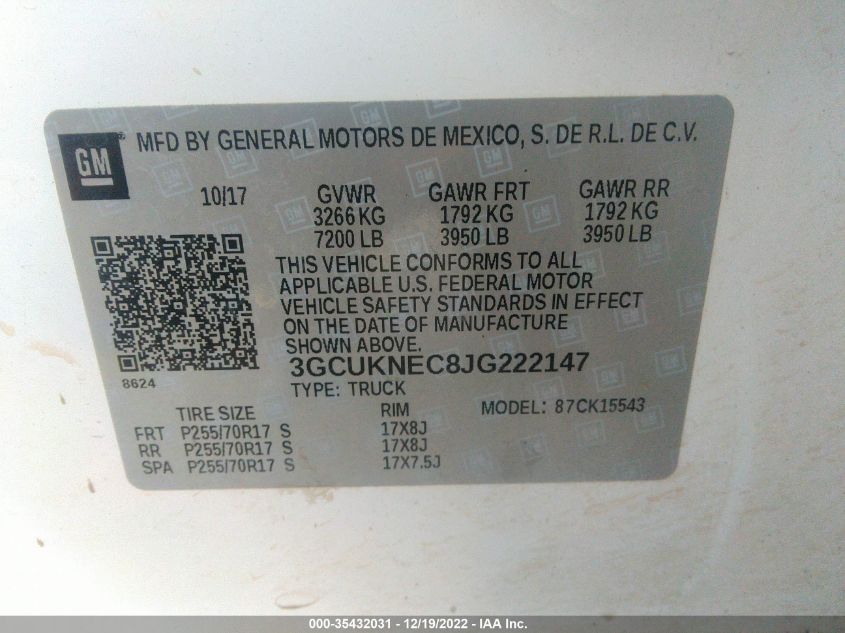 GM
MFD BY GENERAL MOTORS DE MEXICO, S. DE R.L. DE C.V.
10/17 GVWR GAWR FRT GAWR RR
3266 KG 1792 KG 1792 KG
7200 LB 3950 LB 3950 LB
THIS VEHICLE CONFORMS TO ALL
APPLICABLE U.S. FEDERAL MOTOR
VEHICLE SAFETY STANDARDS IN EFFECT
ON THE DATE OF MANUFACTURE
SHOWN ABOVE.
3GCUKNEC8JG222147
8624
TYPE: TRUCK
TIRE SIZE RIM MODEL: 87CK15543
FRT P255/70R17 S 17X8J
RR P255/70R17 S 17X8J
SPA P255/70R17 S 17X7.5J
000-35432031 - 12/19/2022 - IAA Inc.